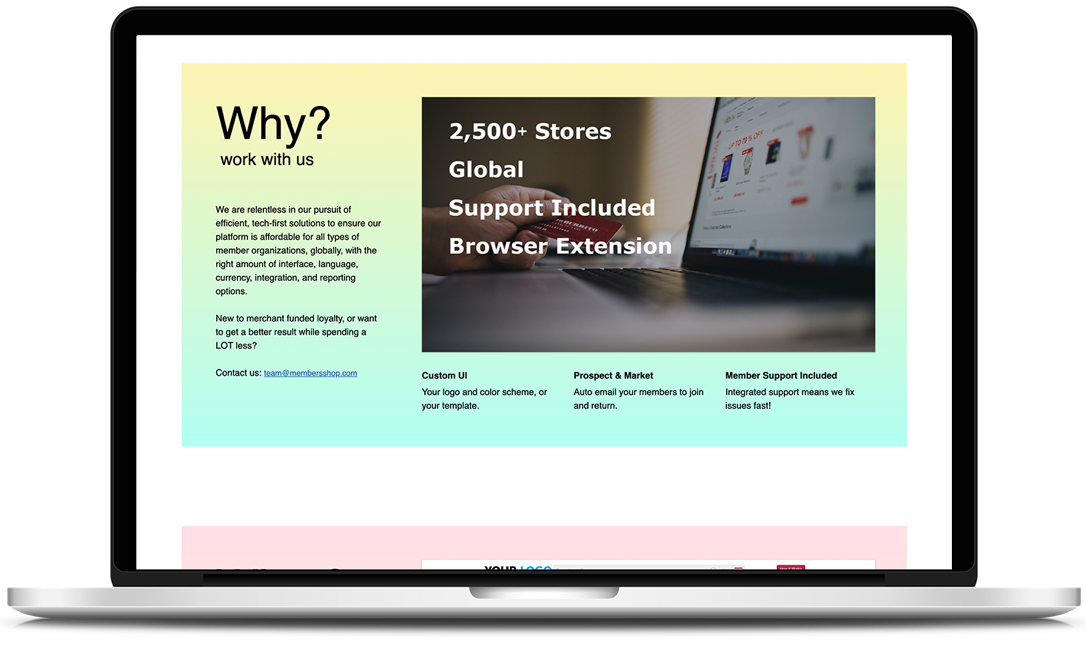 Why?
work with us
We are relentless in our pursuit of
efficient, tech-first solutions to ensure our
platform is affordable for all types of
member organizations, globally, with the
right amount of interface, language,
currency, integration, and reporting
options.
New to merchant funded loyalty, or want
to get a better result while spending a
LOT less?
Contact us: team@membersshop.com
2,500+ Stores
Global
Support Included
Browser Extension
UP TO 70 % OFF
Custom UI
Your logo and color scheme, or
your template.
Prospect & Market
Auto email your members to join
and return.
Member Support Included
Integrated support means we fix
issues fast!
YOUR LOGO